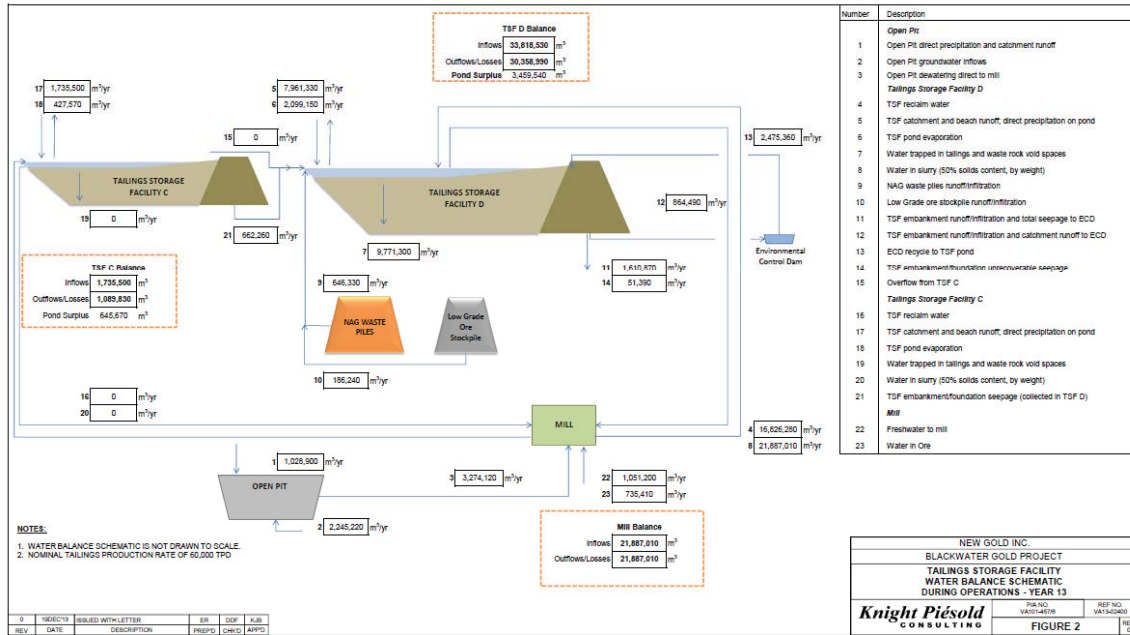 TSF D Balance
Inflows 33,818,530 m³
Outflows/Losses 30,358,990 m³
Pond Surplus 3,459,540 m³
17 1,735,500 m³/yr
18 427,570 m³/yr
5 7,961,330 m³/yr
6 2,099,150 m³/yr
15 0 m³/yr
13 2,475,360 m³/yr
TAILINGS STORAGE
FACILITY C
TAILINGS STORAGE
FACILITY D
19 0 m³/yr
21 662,260 m³/yr
12 864,490 m³/yr
7 9,771,300 m³/yr
Environmental
Control Dam
11 1,610,870 m³/yr
14 51,390 m³/yr
TSF C Balance
Inflows 1,735,500 m³
Outflows/Losses 1,089,830 m³
Pond Surplus 645,670 m³
9 646,330 m³/yr
NAG WASTE
PILES
Low Grade
Ore
Stockpile
10 186,240 m³/yr
16 0 m³/yr
20 0 m³/yr
MILL
4 16,826,280 m³/yr
8 21,887,010 m³/yr
1 1,028,900 m³/yr
OPEN PIT
3 3,274,120 m³/yr
22 1,051,200 m³/yr
23 735,410 m³/yr
2 2,245,220 m³/yr
Mill Balance
Inflows 21,887,010 m³
Outflows/Losses 21,887,010 m³
NOTES:
1. WATER BALANCE SCHEMATIC IS NOT DRAWN TO SCALE.
2. NOMINAL TAILINGS PRODUCTION RATE OF 60,000 TPD
0 19DEC'13 ISSUED WITH LETTER ER DDF KJB
REV DATE DESCRIPTION PREP'D CHK'D APP'D
Number Description
Open Pit
1 Open Pit direct precipitation and catchment runoff
2 Open Pit groundwater inflows
3 Open Pit dewatering direct to mill
Tailings Storage Facility D
4 TSF reclaim water
5 TSF catchment and beach runoff; direct precipitation on pond
6 TSF pond evaporation
7 Water trapped in tailings and waste rock void spaces
8 Water in slurry (50% solids content, by weight)
9 NAG waste piles runoff/infiltration
10 Low Grade ore stockpile runoff/infiltration
11 TSF embankment runoff/infiltration and total seepage to ECD
12 TSF embankment runoff/infiltration and catchment runoff to ECD
13 ECD recycle to TSF pond
14 TSF embankment/foundation unrecoverable seepage
15 Overflow from TSF C
Tailings Storage Facility C
16 TSF reclaim water
17 TSF catchment and beach runoff; direct precipitation on pond
18 TSF pond evaporation
19 Water trapped in tailings and waste rock void spaces
20 Water in slurry (50% solids content, by weight)
21 TSF embankment/foundation seepage (collected in TSF D)
Mill
22 Freshwater to mill
23 Water in Ore
NEW GOLD INC.
BLACKWATER GOLD PROJECT
TAILINGS STORAGE FACILITY
WATER BALANCE SCHEMATIC
DURING OPERATIONS - YEAR 13
Knight Piésold
CONSULTING
P/A NO.
VA101-457/6
REF NO.
VA13-02400
FIGURE 2
0